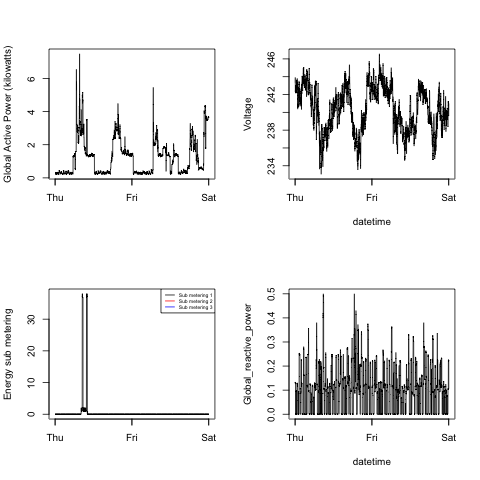 Global Active Power (kilowatts)
0 2 4 6
Thu Fri Sat
Voltage
234 238 242 246
Thu Fri Sat
datetime
Energy sub metering
0 10 20 30
Sub metering 1
Sub metering 2
Sub metering 3
Thu Fri Sat
Global_reactive_power
0.0 0.1 0.2 0.3 0.4 0.5
Thu Fri Sat
datetime